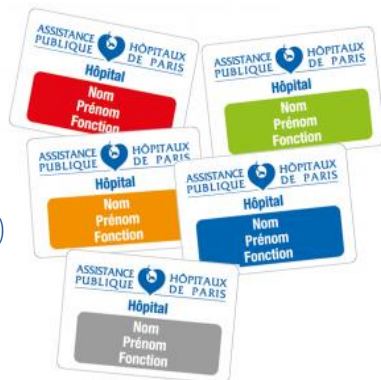 ASSISTANCE HÔPITAUX
PUBLIQUE DE PARIS
Hôpital
Nom
Prénom
Fonction
ASSISTANCE HÔPITAUX
PUBLIQUE DE PARIS
Hôpital
Nom
Prénom
Fonction
ASSISTANCE HÔPITAUX
PUBLIQUE DE PARIS
Hôpital
Nom
Prénom
Fonction
ASSISTANCE HÔPITAUX
PUBLIQUE DE PARIS
Hôpital
Nom
Prénom
Fonction
ASSISTANCE HÔPITAUX
PUBLIQUE DE PARIS
Hôpital
Nom
Prénom
Fonction
)